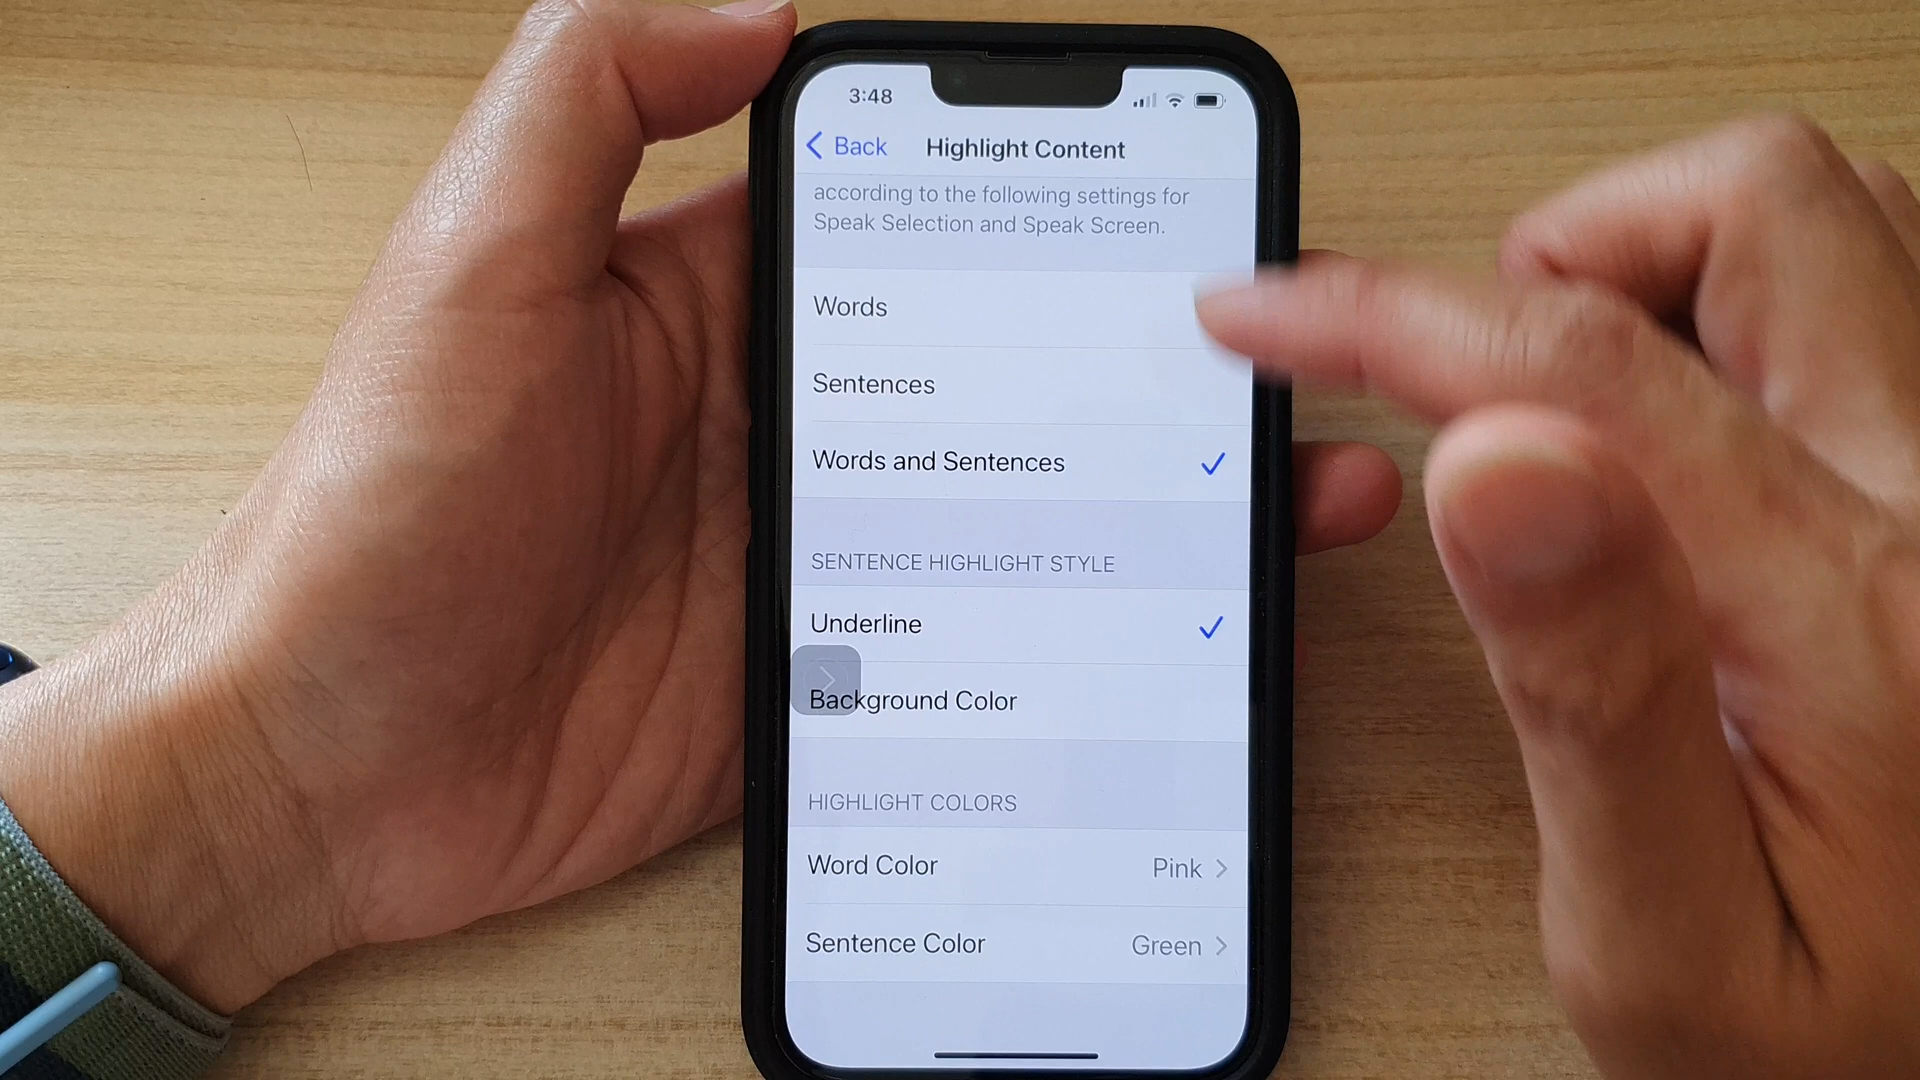 3:48
Back
Highlight Content
according to the following settings for
Speak Selection and Speak Screen.
Words
Sentences
Words and Sentences
SENTENCE HIGHLIGHT STYLE
Underline
Background Color
HIGHLIGHT COLORS
Word Color Pink
Sentence Color Green